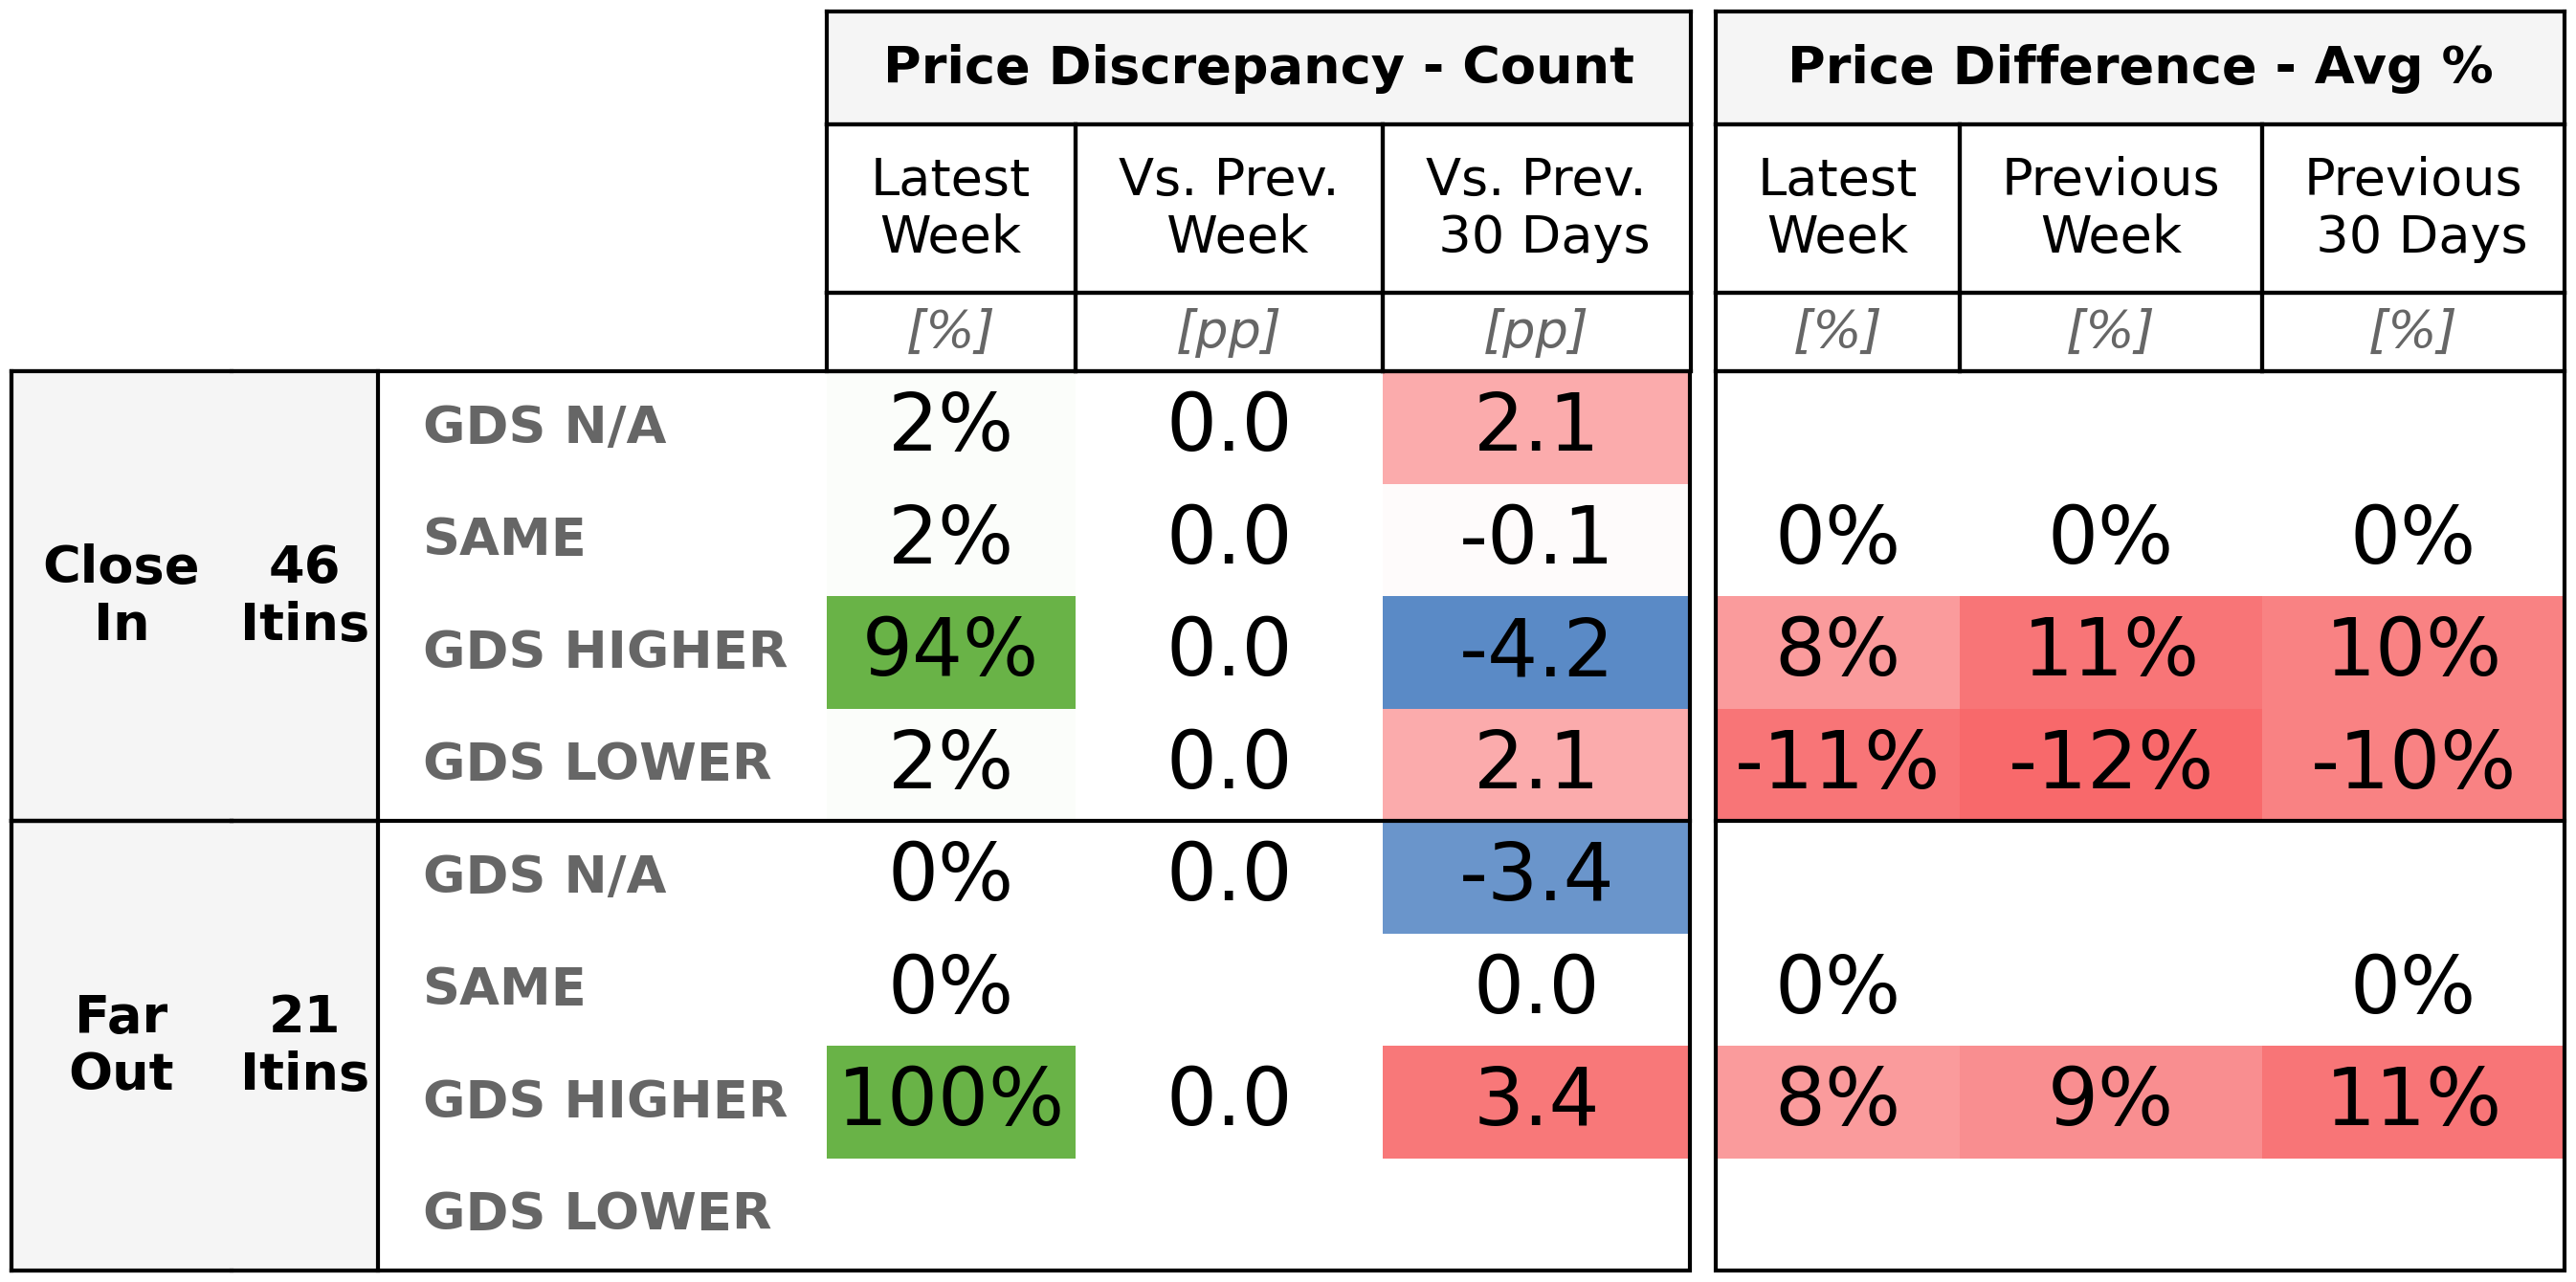 Price Discrepancy - Count Price Difference - Avg %
Latest Week Vs. Prev. Week Vs. Prev. 30 Days Latest Week Previous Week Previous 30 Days
[%] [pp] [pp] [%] [%] [%]
Close In 46 Itins
GDS N/A 2% 0.0 2.1
SAME 2% 0.0 -0.1 0% 0% 0%
GDS HIGHER 94% 0.0 -4.2 8% 11% 10%
GDS LOWER 2% 0.0 2.1 -11% -12% -10%
Far Out 21 Itins
GDS N/A 0% 0.0 -3.4
SAME 0% 0.0 0% 0%
GDS HIGHER 100% 0.0 3.4 8% 9% 11%
GDS LOWER